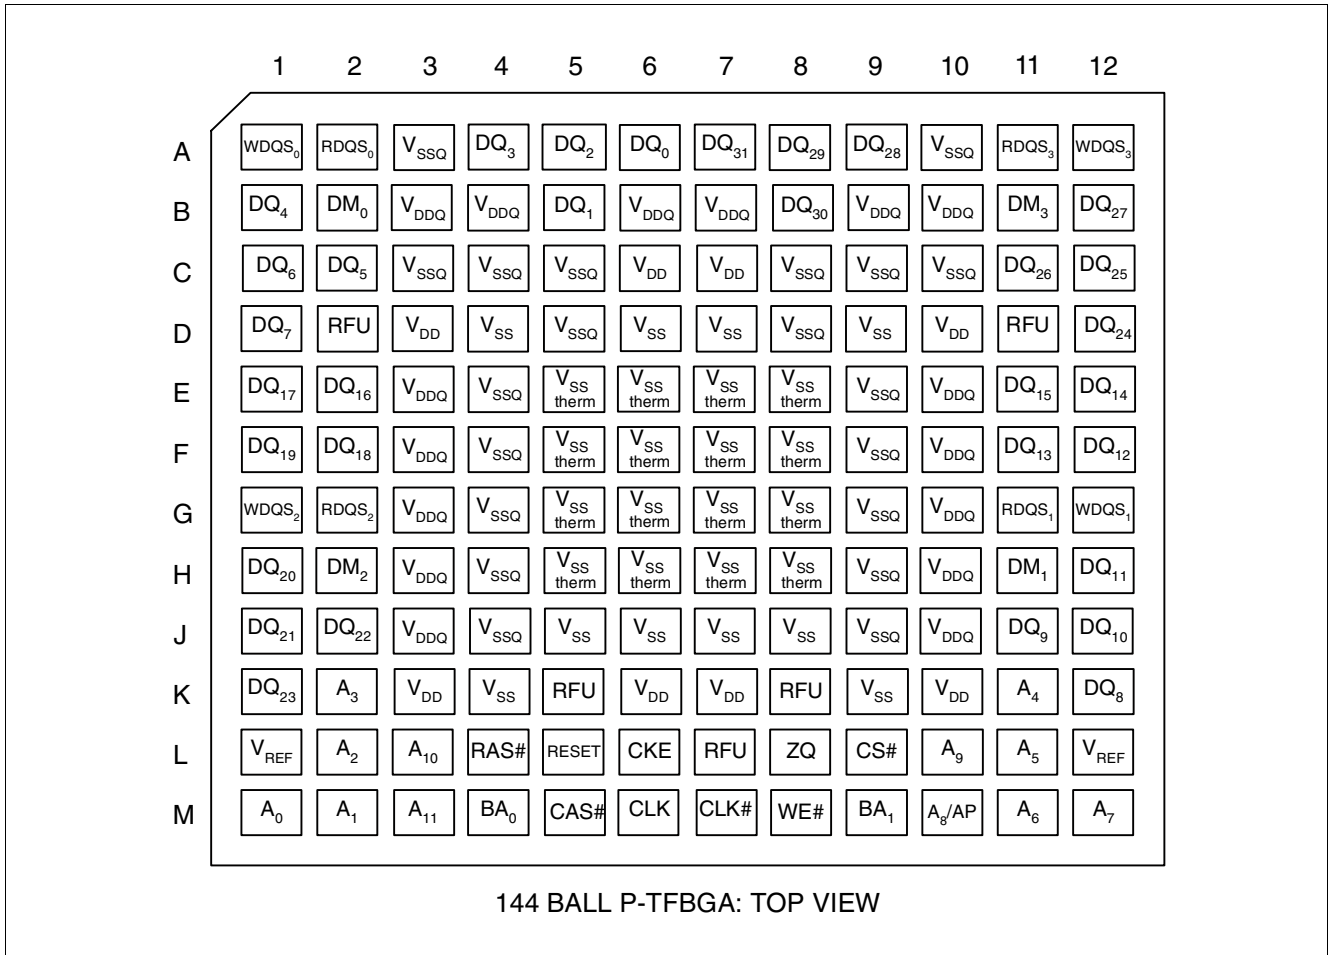 1 2 3 4 5 6 7 8 9 10 11 12
A WDQS0 RDQS0 VSSQ DQ3 DQ2 DQ0 DQ31 DQ29 DQ28 VSSQ RDQS3 WDQS3
B DQ4 DM0 VDDQ VDDQ DQ1 VDDQ VDDQ DQ30 VDDQ VDDQ DM3 DQ27
C DQ6 DQ5 VSSQ VSSQ VSSQ VDD VDD VSSQ VSSQ VSSQ DQ26 DQ25
D DQ7 RFU VDD VSS VSSQ VSS VSS VSSQ VSS VDD RFU DQ24
E DQ17 DQ16 VDDQ VSSQ VSS therm VSS therm VSS therm VSS therm VSSQ VDDQ DQ15 DQ14
F DQ19 DQ18 VDDQ VSSQ VSS therm VSS therm VSS therm VSS therm VSSQ VDDQ DQ13 DQ12
G WDQS2 RDQS2 VDDQ VSSQ VSS therm VSS therm VSS therm VSS therm VSSQ VDDQ RDQS1 WDQS1
H DQ20 DM2 VDDQ VSSQ VSS therm VSS therm VSS therm VSS therm VSSQ VDDQ DM1 DQ11
J DQ21 DQ22 VDDQ VSSQ VSS VSS VSS VSS VSSQ VDDQ DQ9 DQ10
K DQ23 A3 VDD VSS RFU VDD VDD RFU VSS VDD A4 DQ8
L VREF A2 A10 RAS# RESET CKE RFU ZQ CS# A9 A5 VREF
M A0 A1 A11 BA0 CAS# CLK CLK# WE# BA1 A8/AP A6 A7
144 BALL P-TFBGA: TOP VIEW